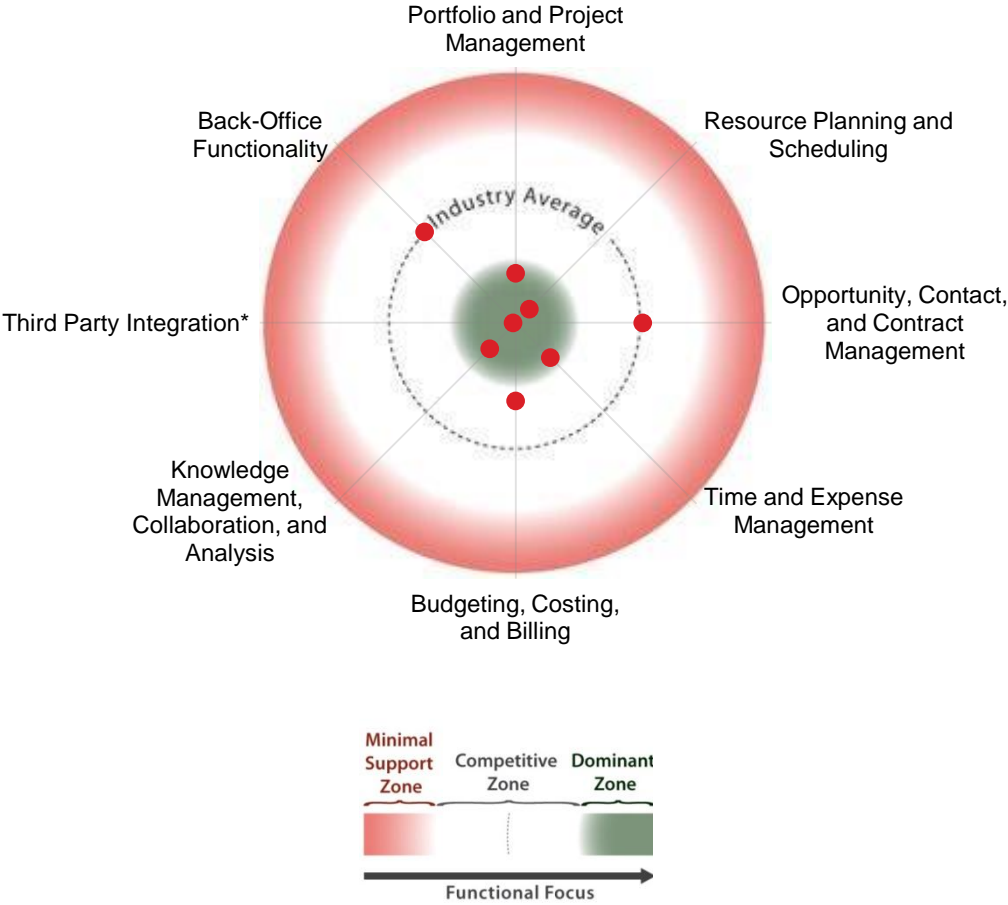 Portfolio and Project
Management
Back-Office
Functionality
Resource Planning and
Scheduling
Industry Average
Third Party Integration*
Opportunity, Contact,
and Contract
Management
Knowledge
Management,
Collaboration, and
Analysis
Time and Expense
Management
Budgeting, Costing,
and Billing
Minimal
Support
Zone
Competitive
Zone
Dominant
Zone
Functional Focus